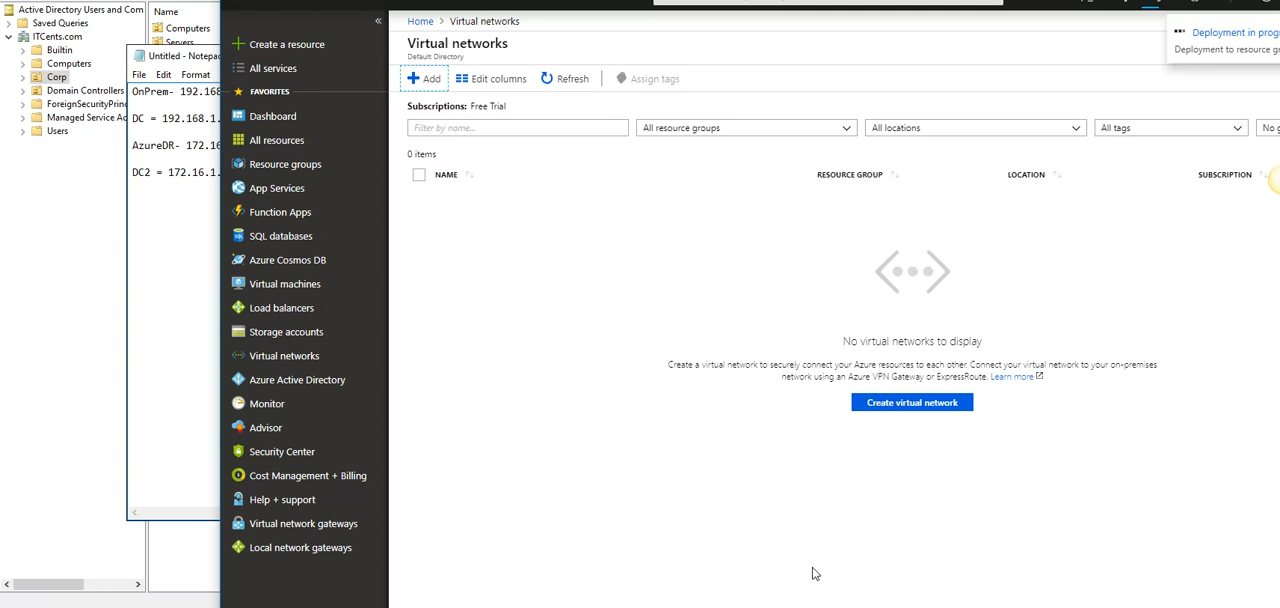 Active Directory Users and Com
Saved Queries
ITCents.com
Builtin
Computers
Corp
Domain Controllers
ForeignSecurityPrinc
Managed Service Ac
Users
Name
Computers
Servers
Untitled - Notepa
File Edit Format
OnPrem- 192.168
DC = 192.168.1.
AzureDR- 172.16
DC2 = 172.16.1.
«
Create a resource
All services
FAVORITES
Dashboard
All resources
Resource groups
App Services
Function Apps
SQL databases
Azure Cosmos DB
Virtual machines
Load balancers
Storage accounts
Virtual networks
Azure Active Directory
Monitor
Advisor
Security Center
Cost Management + Billing
Help + support
Virtual network gateways
Local network gateways
Home > Virtual networks
Virtual networks
Default Directory
Add Edit columns Refresh Assign tags
Subscriptions: Free Trial
Filter by name... All resource groups All locations All tags No g
0 items
NAME RESOURCE GROUP LOCATION SUBSCRIPTION
No virtual networks to display
Create a virtual network to securely connect your Azure resources to each other. Connect your virtual network to your on-premises
network using an Azure VPN Gateway or ExpressRoute. Learn more
Create virtual network
Deployment in prog
Deployment to resource g